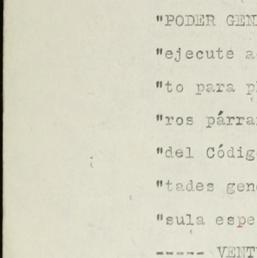 "PODER GEN
"ejecute a
"to para p
"ros párra
"del Códig
"tades gen
"sula espe
----- VENT